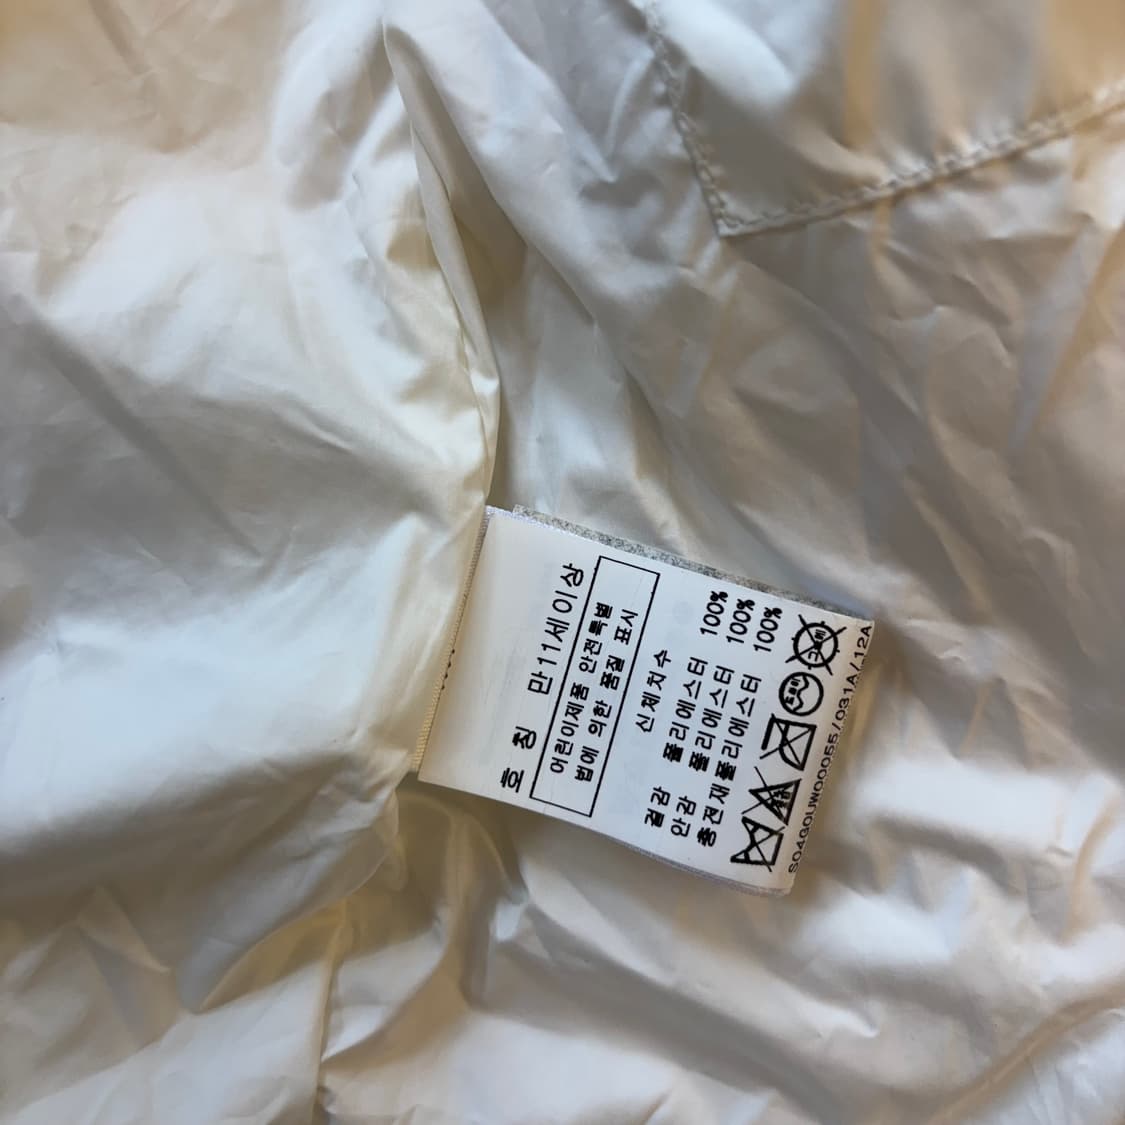 호 칭 만11세이상
어린이제품 안전특별
법에 의한 품질 표시
신체치수
겉감 폴리에스터 100%
안감 폴리에스터 100%
충전재폴리에스터 100%
S0490UW00055/031A/12A